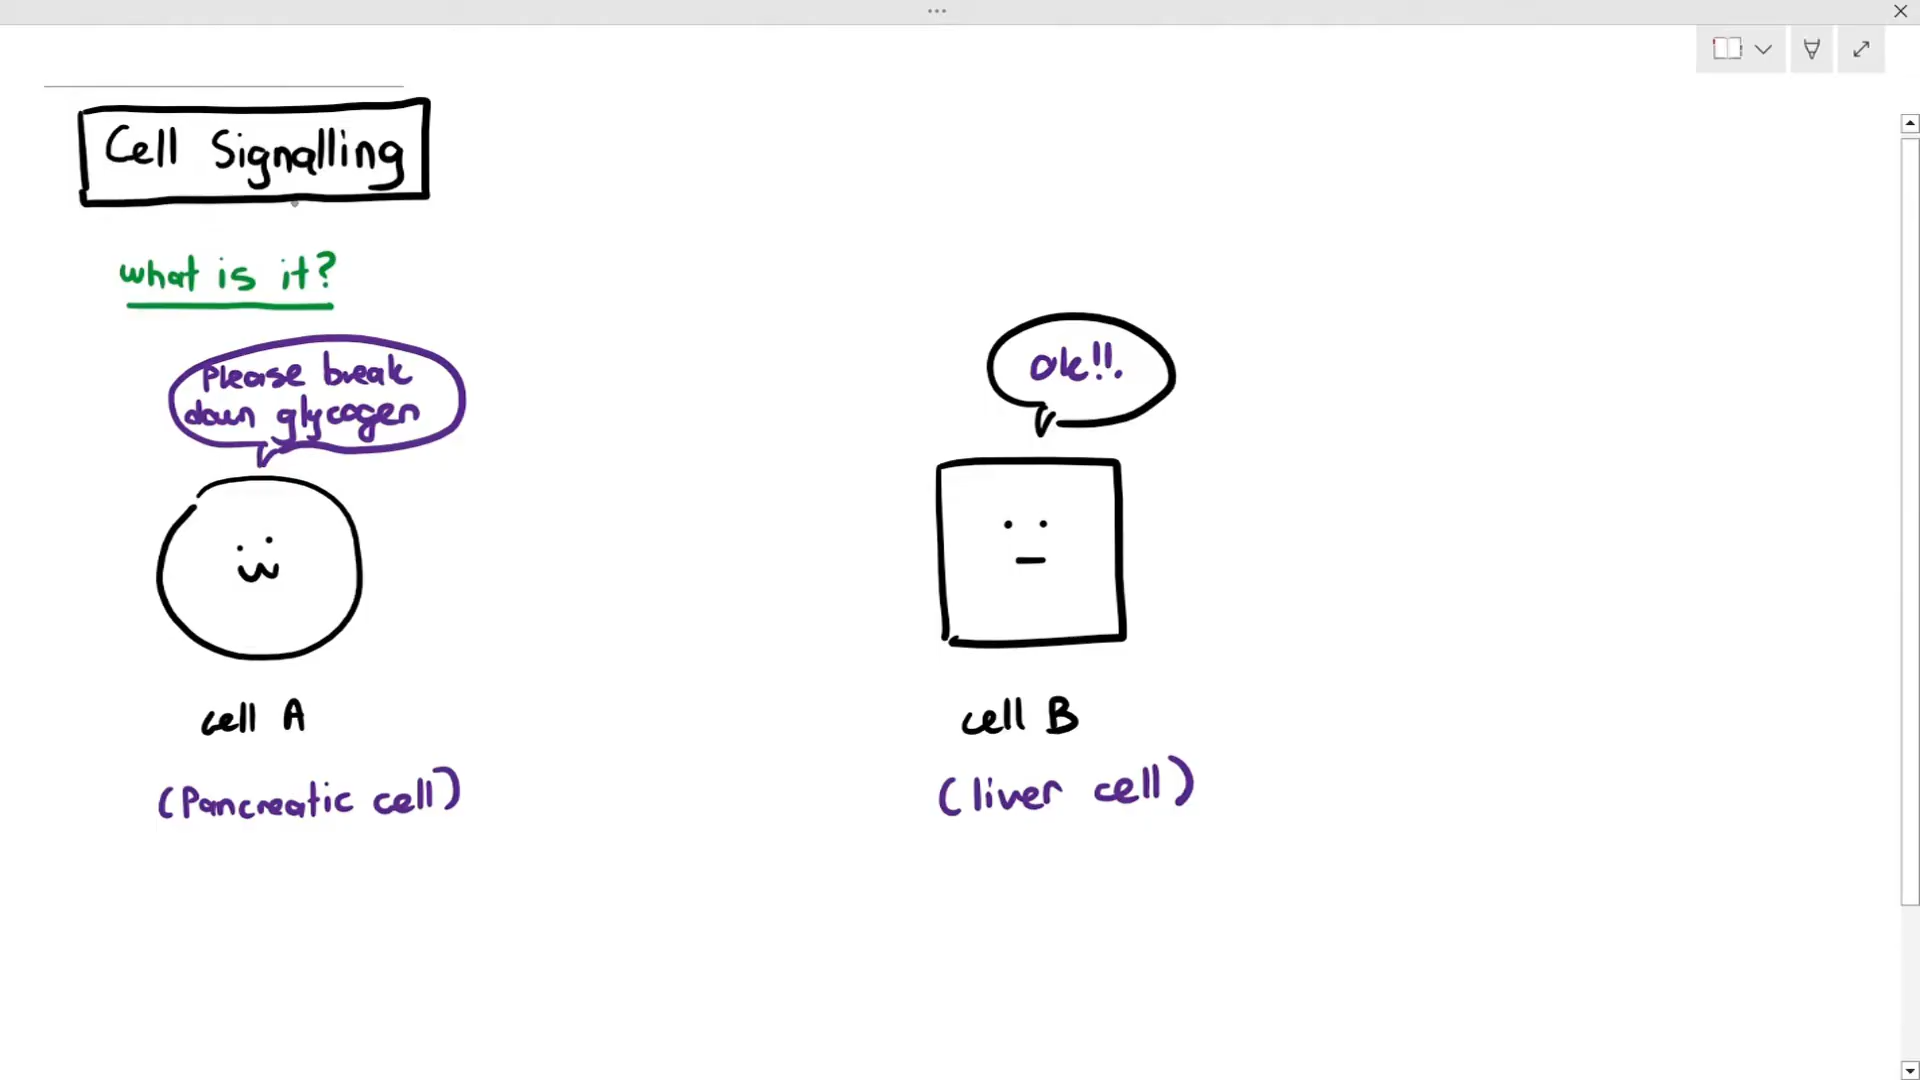 Cell Signalling
what is it?
Please break
down glycogen
ok!!.
cell A
cell B
(Pancreatic cell)
(liver cell)